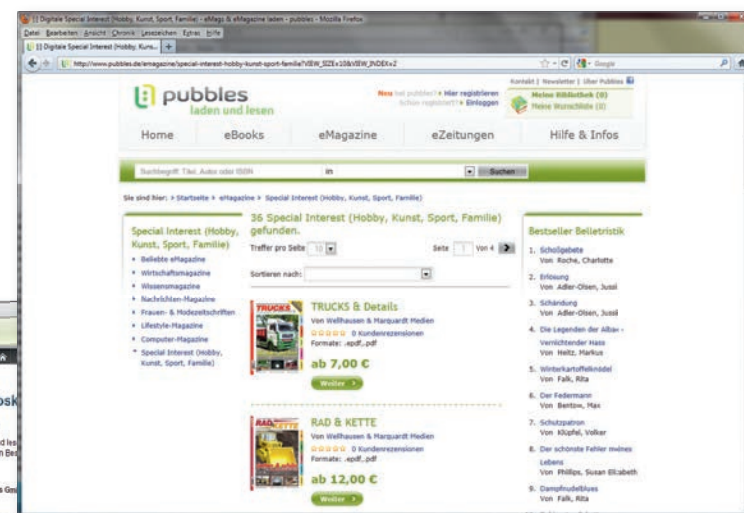 [] Digitale Special Interest (Hobby, Kunst, Sport, Familie) - eMags & eMagazine laden - pubbles - Mozilla Firefox
Datei Bearbeiten Ansicht Chronik Lesezeichen Extras Hilfe
[] Digitale Special Interest (Hobby, Kuns...
http://www.pubbles.de/emagazine/special-interest-hobby-kunst-sport-familie?VIEW_SIZE=10&VIEW_INDEX=2
Google
Kontakt | Newsletter | Über Pubbles
pubbles
laden und lesen
Neu bei pubbles? Hier registrieren
Schon registriert? Einloggen
Meine Bibliothek (0)
Meine Wunschliste (0)
Home eBooks eMagazine eZeitungen Hilfe & Infos
Suchbegriff: Titel, Autor oder ISBN in Suchen
Sie sind hier: Startseite eMagazine Special Interest (Hobby, Kunst, Sport, Familie)
Special Interest (Hobby, Kunst, Sport, Familie)
Beliebte eMagazine
Wirtschaftsmagazine
Wissensmagazine
Nachrichten-Magazine
Frauen- & Modezeitschriften
Lifestyle-Magazine
Computer-Magazine
Special Interest (Hobby, Kunst, Sport, Familie)
36 Special Interest (Hobby, Kunst, Sport, Familie) gefunden.
Treffer pro Seite 10 Seite 1 von 4
Sortieren nach:
TRUCKS
TRUCKS & Details
Von Wellhausen & Marquardt Medien
0 Kundenrezensionen
Formate: .epdf,.pdf
ab 7,00 €
Weiter
RAD & KETTE
Von Wellhausen & Marquardt Medien
0 Kundenrezensionen
Formate: .epdf,.pdf
ab 12,00 €
Weiter
Bestseller Belletristik
1. Schoßgebete
Von Roche, Charlotte
2. Erlösung
Von Adler-Olsen, Jussi
3. Schändung
Von Adler-Olsen, Jussi
4. Die Legenden der Albae -
Vernichtender Hass
Von Heitz, Markus
5. Winterkartoffelknödel
Von Falk, Rita
6. Der Federmann
Von Bentow, Max
7. Schutzpatron
Von Klüpfel, Volker
8. Der schönste Fehler meines
Lebens
Von Phillips, Susan Elizabeth
9. Dampfnudelblues
Von Falk, Rita